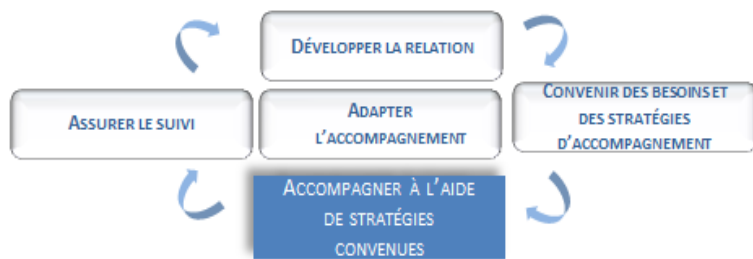 DÉVELOPPER LA RELATION
ASSURER LE SUIVI
ADAPTER
L'ACCOMPAGNEMENT
CONVENIR DES BESOINS ET
DES STRATÉGIES
D'ACCOMPAGNEMENT
ACCOMPAGNER À L'AIDE
DE STRATÉGIES
CONVENUES